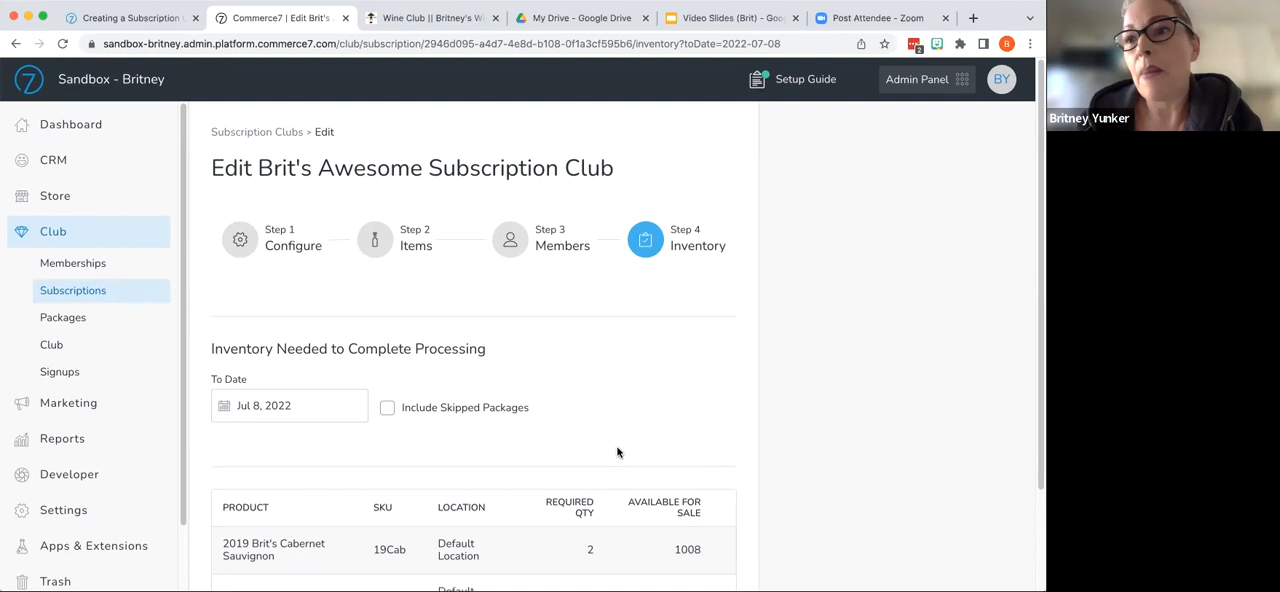 Creating a Subscription
Commerce7 | Edit Brit's
Wine Club || Britney's Wi
My Drive - Google Drive
Video Slides (Brit) - Goo
Post Attendee - Zoom
sandbox-britney.admin.platform.commerce7.com/club/subscription/2946d095-a4d7-4e8d-b108-0f1a3cf595b6/inventory?toDate=2022-07-08
2
B
7
Sandbox - Britney
Setup Guide
Admin Panel
BY
Britney Yunker
Dashboard
CRM
Store
Club
Memberships
Subscriptions
Packages
Club
Signups
Marketing
Reports
Developer
Settings
Apps & Extensions
Trash
Subscription Clubs > Edit
Edit Brit's Awesome Subscription Club
Step 1
Configure
Step 2
Items
Step 3
Members
Step 4
Inventory
Inventory Needed to Complete Processing
To Date
Jul 8, 2022
Include Skipped Packages
PRODUCT SKU LOCATION REQUIRED QTY AVAILABLE FOR SALE
2019 Brit's Cabernet Sauvignon 19Cab Default Location 2 1008
Default